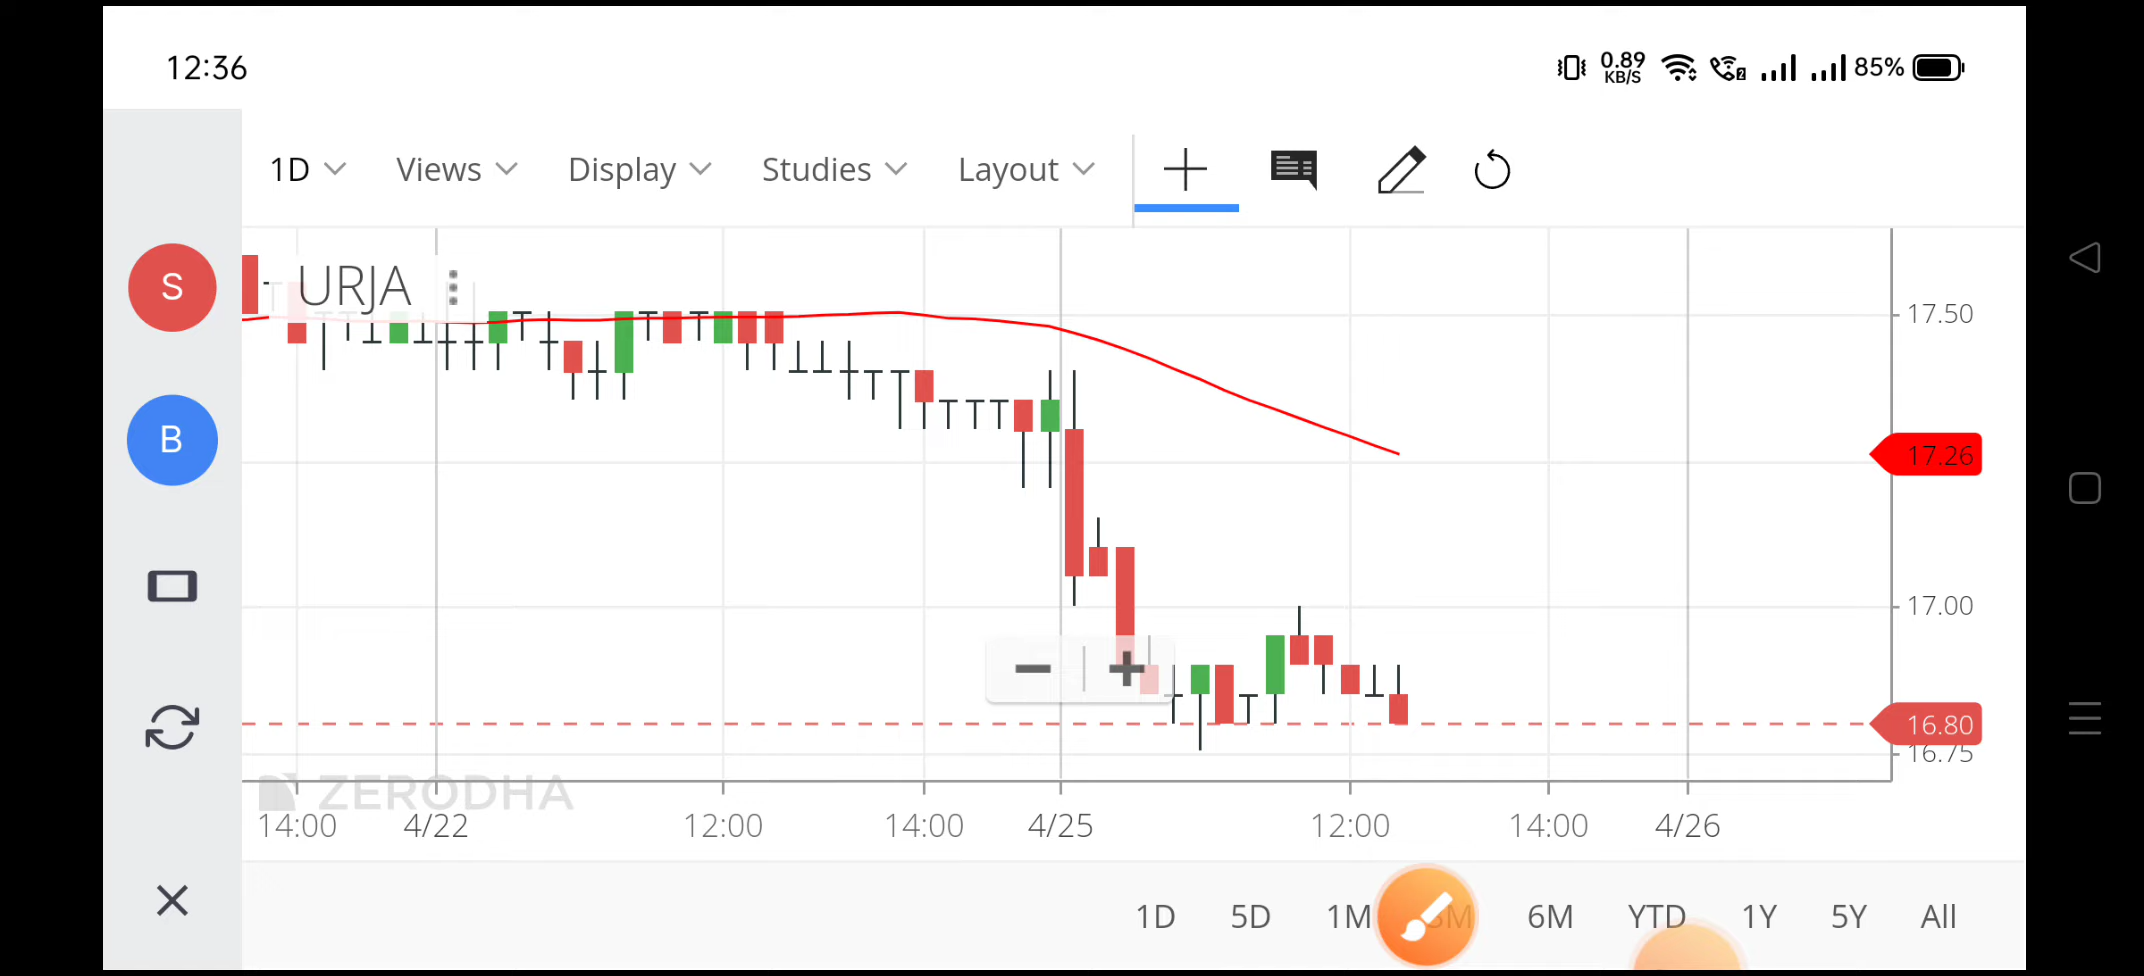 12:36
0.89
KB/S
2
85%
1D Views Display Studies Layout
S
URJA
B
17.50
17.26
17.00
16.80
16.75
ZERODHA
14:00 4/22 12:00 14:00 4/25 12:00 14:00 4/26
1D 5D 1M 3M 6M YTD 1Y 5Y All